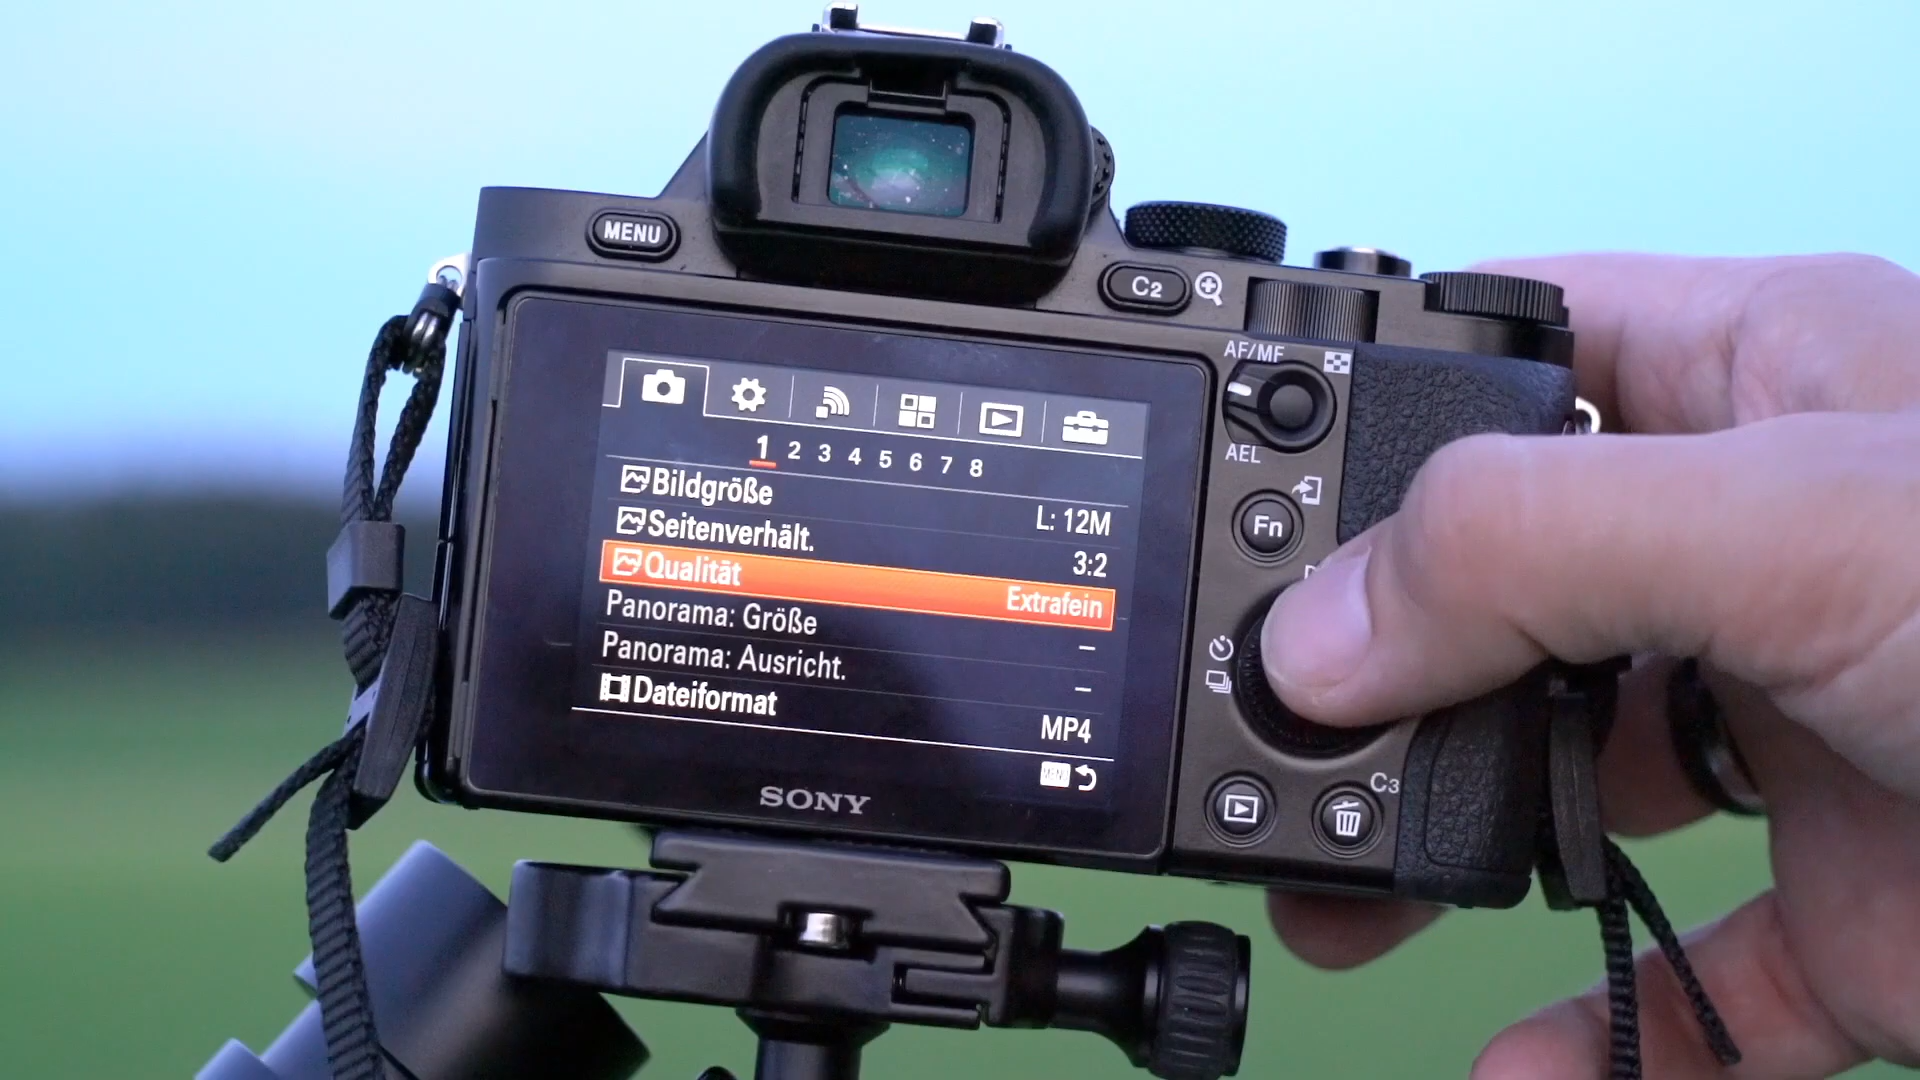 MENU
C2
AF/MF
AEL
Fn
1 2 3 4 5 6 7 8
Bildgröße L: 12M
Seitenverhält. 3:2
Qualität Extrafein
Panorama: Größe –
Panorama: Ausricht. –
Dateiformat MP4
MENU
SONY
C3